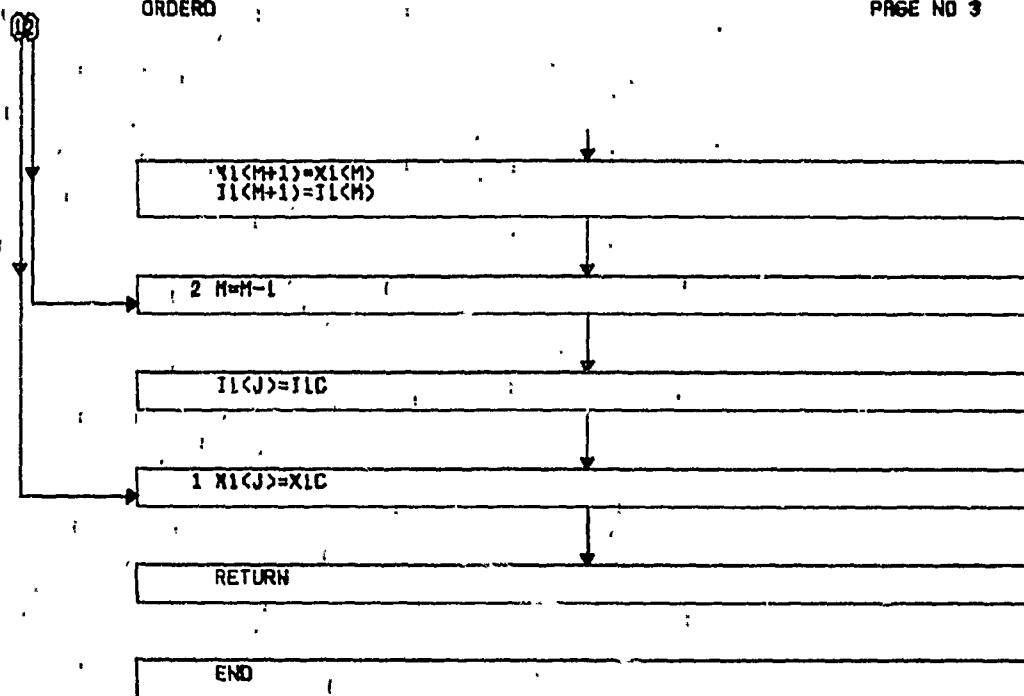 ORDERD PAGE NO 3
12
X1(M+1)=X1(M)
I1(M+1)=I1(M)
2 M=M-1
I1(J)=I1C
1 X1(J)=X1C
RETURN
END